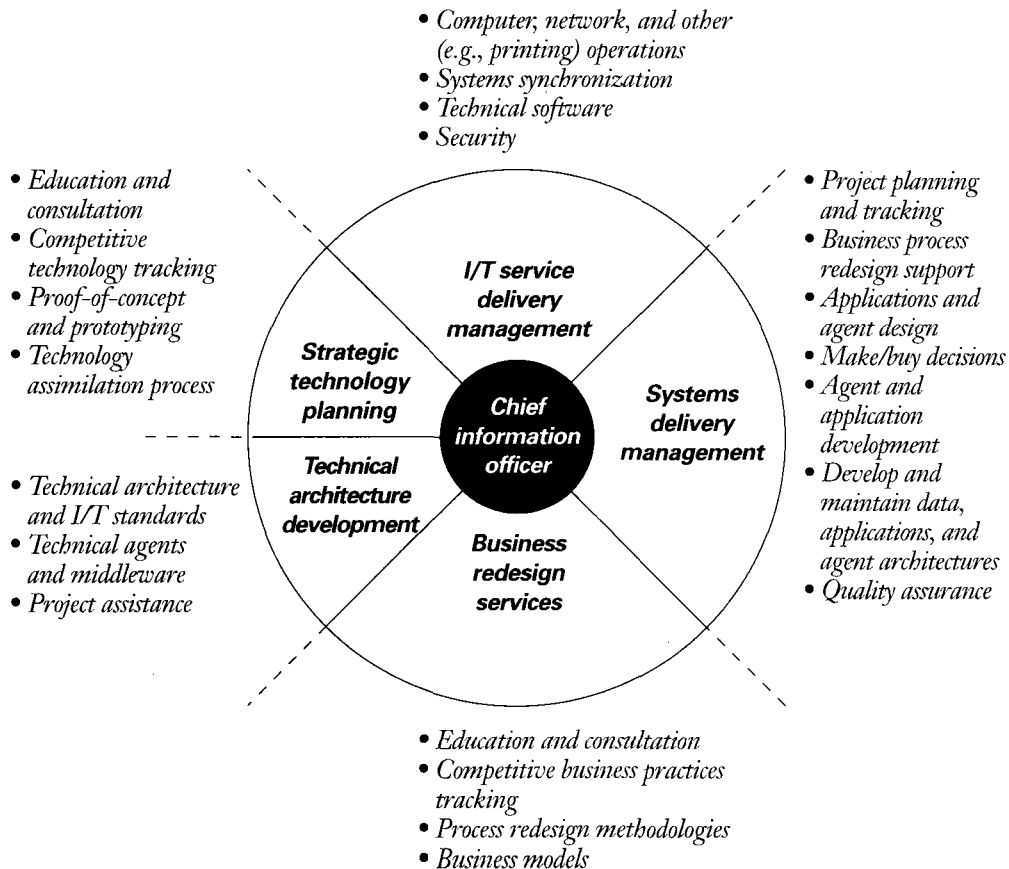 • Computer, network, and other
(e.g., printing) operations
• Systems synchronization
• Technical software
• Security
• Education and
consultation
• Competitive
technology tracking
• Proof-of-concept
and prototyping
• Technology
assimilation process
• Project planning
and tracking
• Business process
redesign support
• Applications and
agent design
• Make/buy decisions
• Agent and
application
development
• Develop and
maintain data,
applications, and
agent architectures
• Quality assurance
I/T service
delivery
management
Strategic
technology
planning
Chief
information
officer
Systems
delivery
management
Technical
architecture
development
Business
redesign
services
• Technical architecture
and I/T standards
• Technical agents
and middleware
• Project assistance
• Education and consultation
• Competitive business practices
tracking
• Process redesign methodologies
• Business models